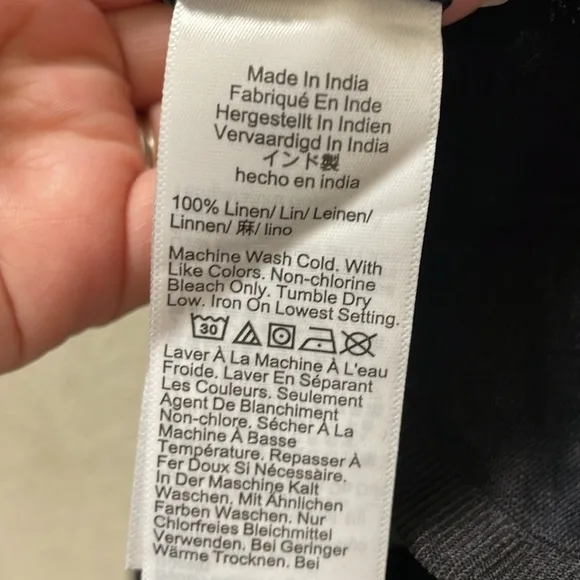 Made In India
Fabriqué En Inde
Hergestellt In Indien
Vervaardigd In India
インド製
hecho en india
100% Linen/ Lin/ Leinen/
Linnen/ 麻/ lino
Machine Wash Cold. With
Like Colors. Non-chlorine
Bleach Only. Tumble Dry
Low. Iron On Lowest Setting.
30
Laver À La Machine À L'eau
Froide. Laver En Séparant
Les Couleurs. Seulement
Agent De Blanchiment
Non-chlore. Sécher À La
Machine À Basse
Température. Repasser À
Fer Doux Si Nécessaire.
In Der Maschine Kalt
Waschen. Mit Ähnlichen
Farben Waschen. Nur
Chlorfreies Bleichmittel
Verwenden. Bei Geringer
Wärme Trocknen. Bei